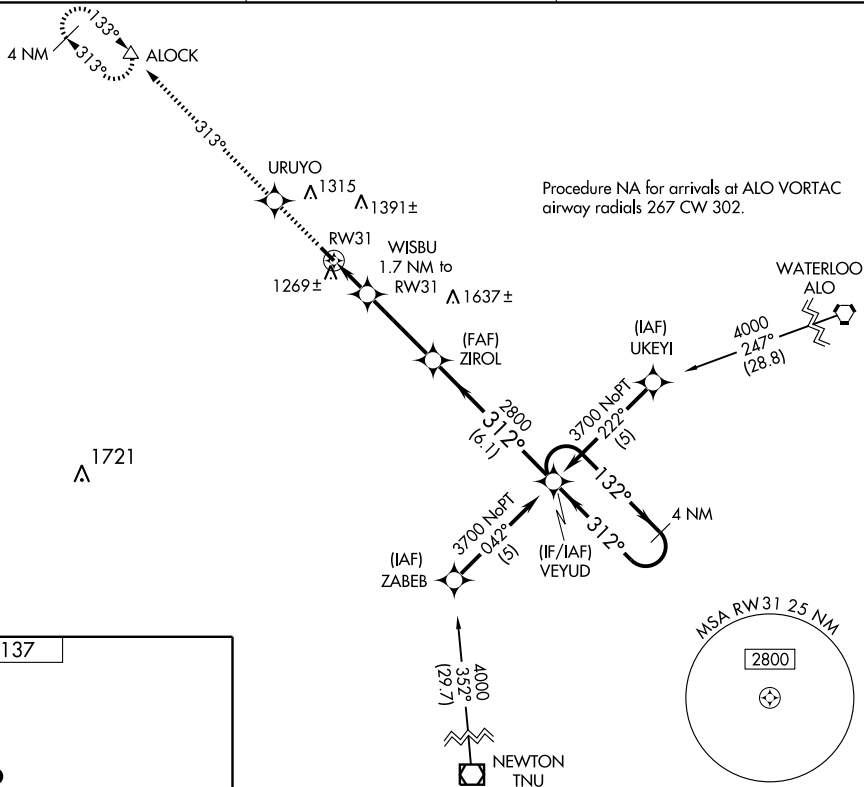 133°
4 NM
313°
ALOCK
313°
URUYO
1315
1391±
Procedure NA for arrivals at ALO VORTAC
airway radials 267 CW 302.
RW31
WISBU
1.7 NM to
RW31
1269±
1637±
WATERLOO
ALO
(FAF)
ZIROL
(IAF)
UKEYI
4000
247°
(28.8)
2800
312°
(6.1)
3700 NoPT
222°
(5)
1721
132°
4 NM
312°
3700 NoPT
042°
(5)
(IF/IAF)
VEYUD
(IAF)
ZABEB
MSA RW31 25 NM
2800
137
4000
352°
(29.7)
NEWTON
TNU